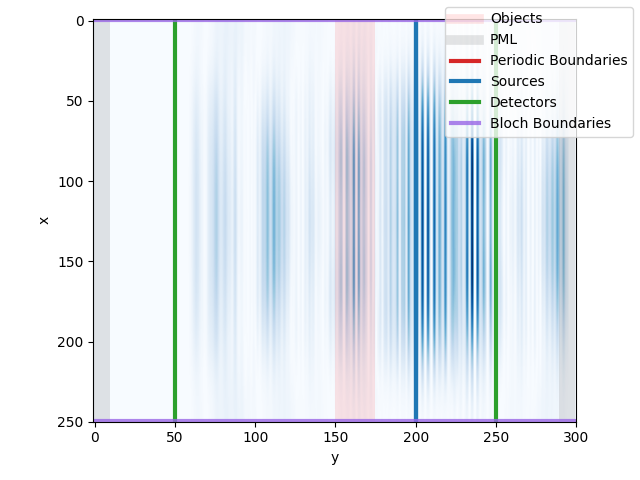 Objects
PML
Periodic Boundaries
Sources
Detectors
Bloch Boundaries
0
50
100
150
200
250
x
0
50
100
150
200
250
300
y